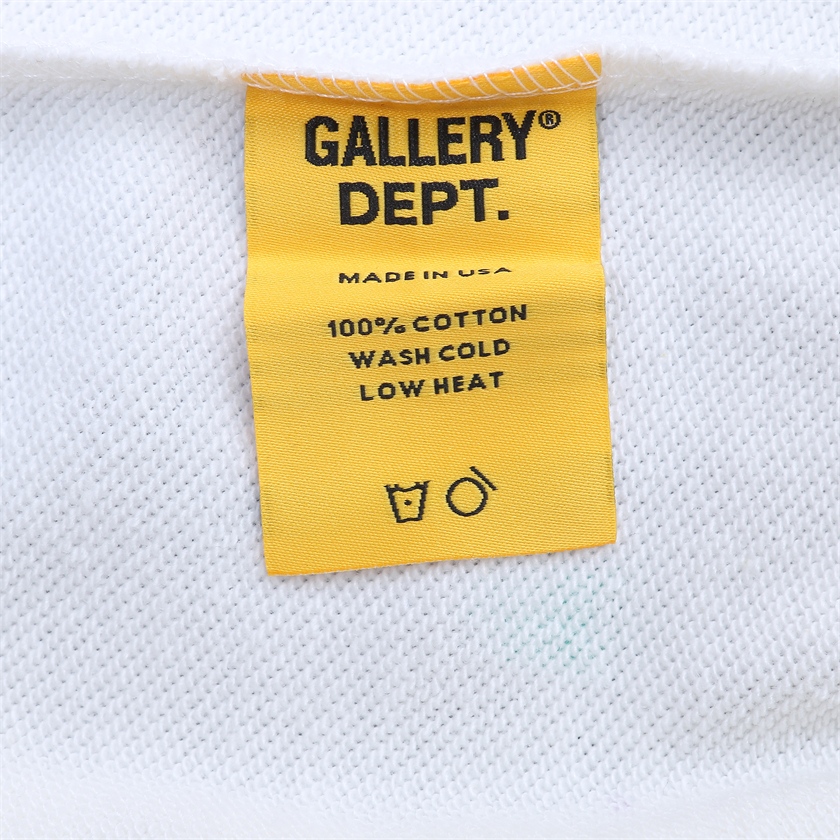 GALLERY®
DEPT.
MADE IN USA
100% COTTON
WASH COLD
LOW HEAT